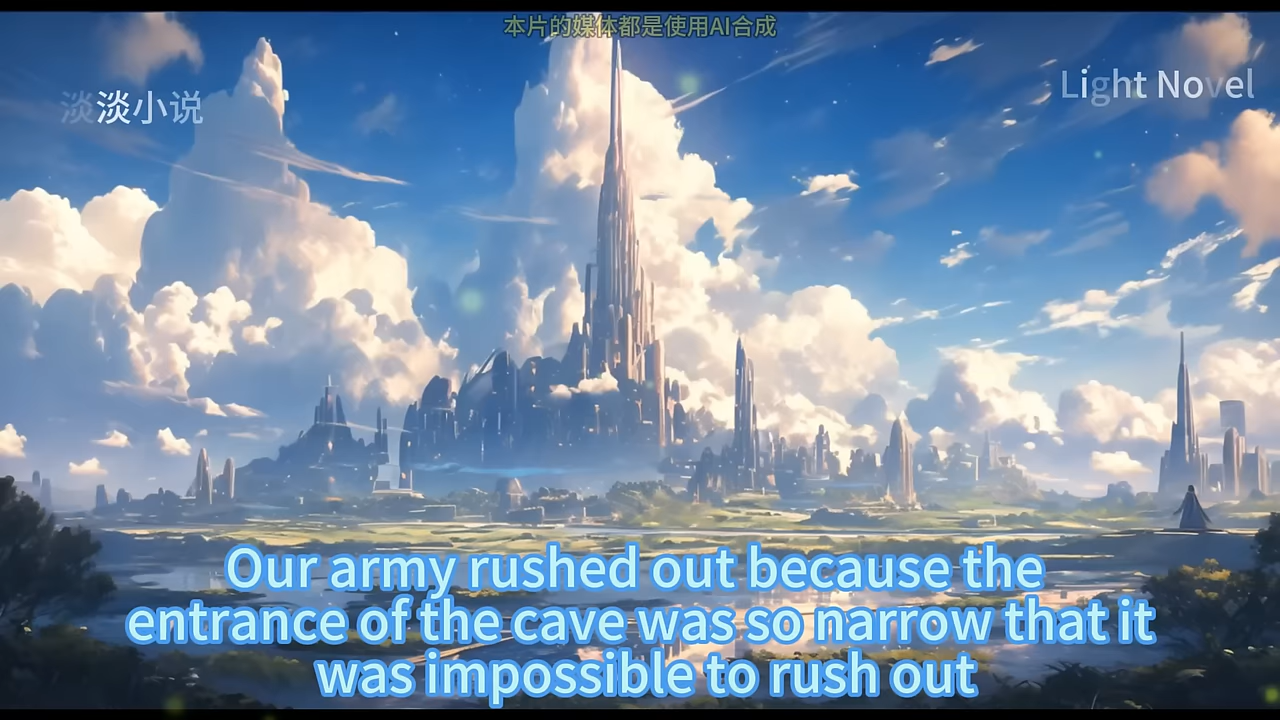 本片的媒体都是使用AI合成
Light Novel
淡淡小说
Our army rushed out because the
entrance of the cave was so narrow that it
was impossible to rush out